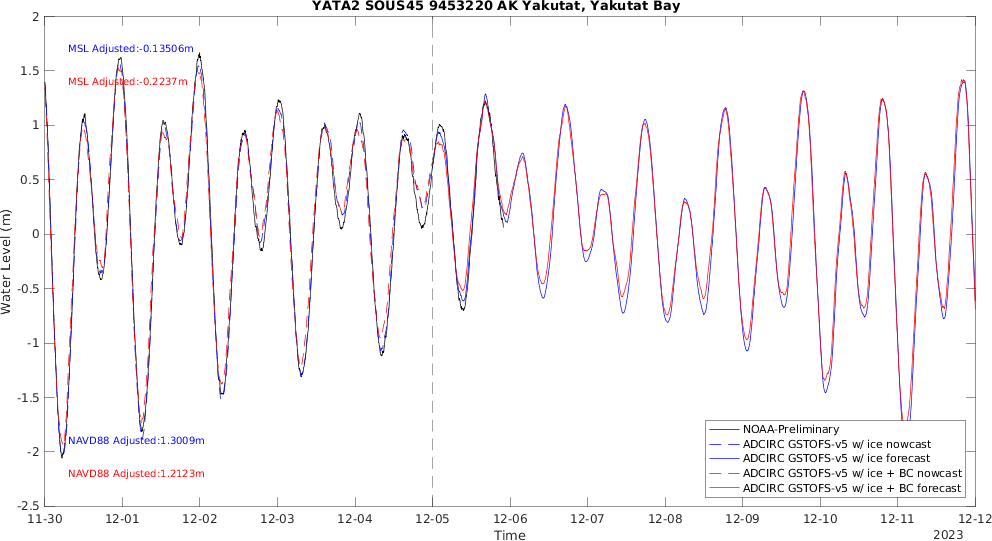 YATA2 SOUS45 9453220 AK Yakutat, Yakutat Bay
2
1.5
1
0.5
0
-0.5
-1
-1.5
-2
-2.5
Water Level (m)
MSL Adjusted:-0.13506m
MSL Adjusted:-0.2237m
NAVD88 Adjusted:1.3009m
NAVD88 Adjusted:1.2123m
NOAA-Preliminary
ADCIRC GSTOFS-v5 w/ ice nowcast
ADCIRC GSTOFS-v5 w/ ice forecast
ADCIRC GSTOFS-v5 w/ ice + BC nowcast
ADCIRC GSTOFS-v5 w/ ice + BC forecast
11-30 12-01 12-02 12-03 12-04 12-05 12-06 12-07 12-08 12-09 12-10 12-11 12-12
Time
2023